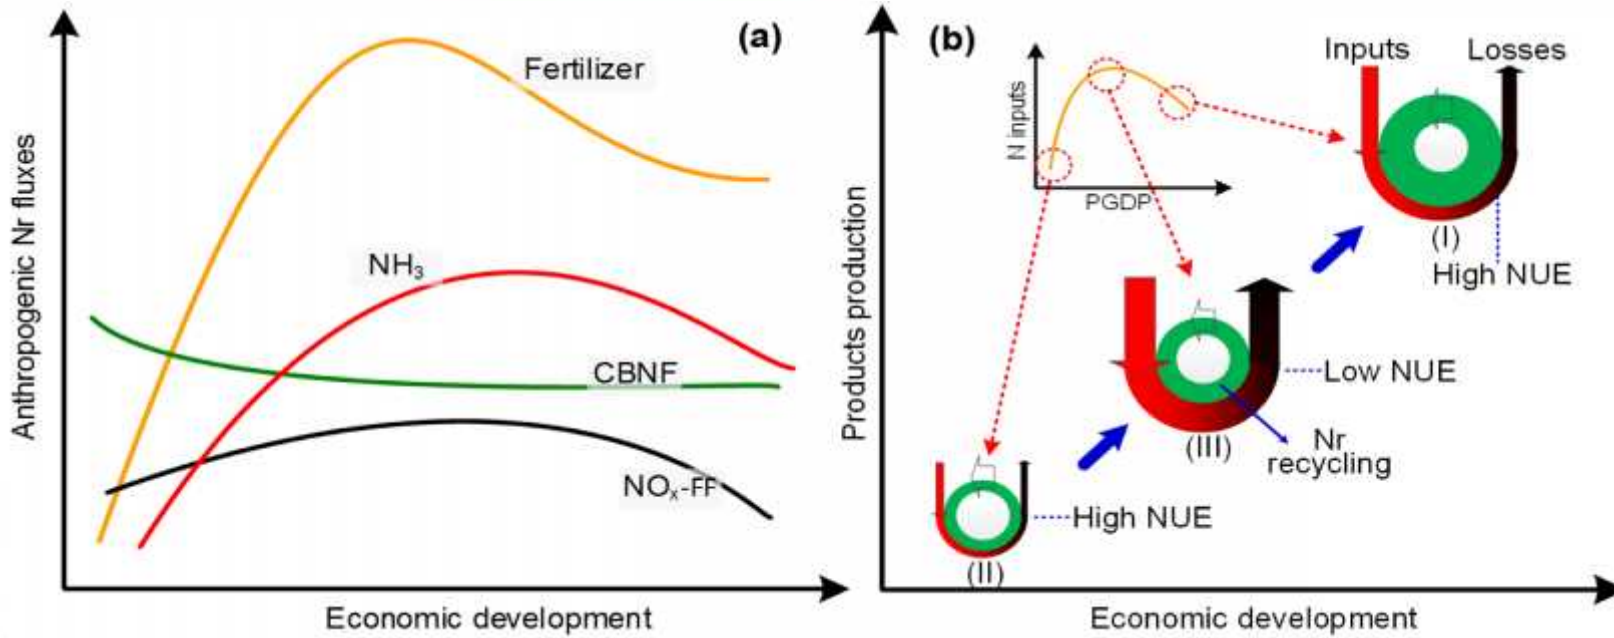 (a)
Fertilizer
NH₃
CBNF
NOₓ-FF
Anthropogenic Nr fluxes
Economic development
(b)
Inputs
Losses
N inputs
PGDP
(I)
High NUE
Low NUE
(III)
Nr
recycling
High NUE
(II)
Products production
Economic development